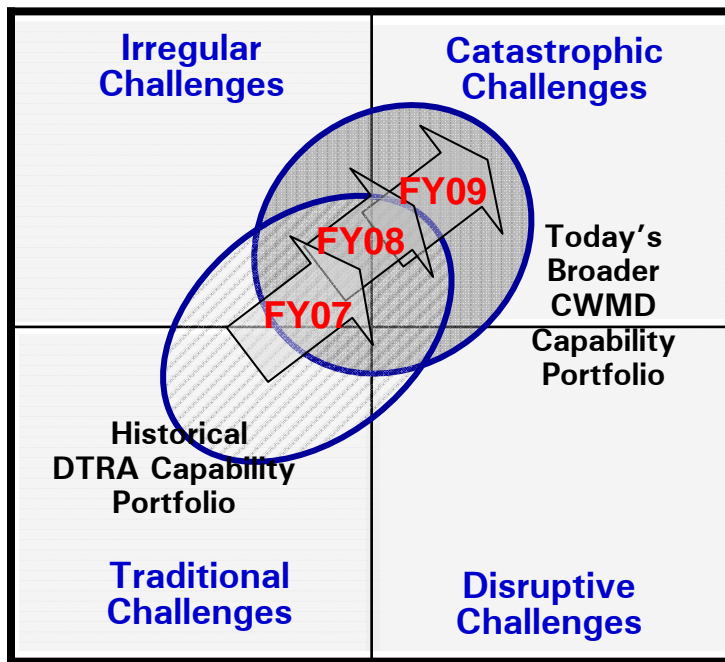 Irregular
Challenges
Catastrophic
Challenges
FY09
FY08
FY07
Today's
Broader
CWMD
Capability
Portfolio
Historical
DTRA Capability
Portfolio
Traditional
Challenges
Disruptive
Challenges